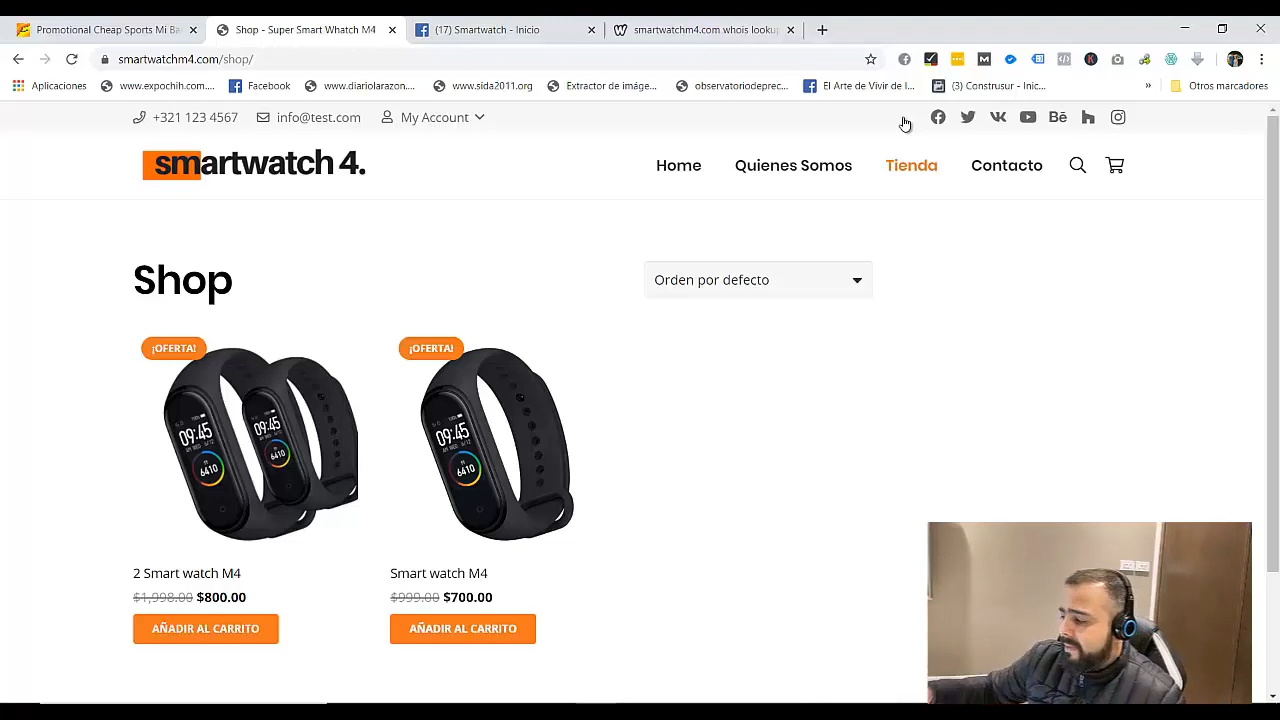 Promotional Cheap Sports Mi Ba
Shop - Super Smart Whatch M4
(17) Smartwatch - Inicio
smartwatchm4.com whois lookup
smartwatchm4.com/shop/
Aplicaciones
www.expochih.com...
Facebook
www.diariolarazon...
www.sida2011.org
Extractor de imáge...
observatoriodeprec...
El Arte de Vivir de I...
(3) Construsur - Inic...
»
Otros marcadores
+321 123 4567
info@test.com
My Account
smartwatch 4.
Home
Quienes Somos
Tienda
Contacto
Shop
Orden por defecto
¡OFERTA!
¡OFERTA!
09:45
6410
09:45
6410
09:45
6410
2 Smart watch M4
Smart watch M4
$1,998.00 $800.00
$999.00 $700.00
AÑADIR AL CARRITO
AÑADIR AL CARRITO